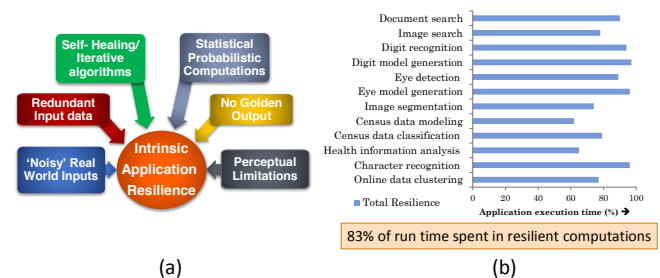 Self- Healing/
Iterative
algorithms
Statistical
Probabilistic
Computations
Redundant
Input data
No Golden
Output
'Noisy' Real
World Inputs
Intrinsic
Application
Resilience
Perceptual
Limitations
(a)
Document search
Image search
Digit recognition
Digit model generation
Eye detection
Eye model generation
Image segmentation
Census data modeling
Census data classification
Health information analysis
Character recognition
Online data clustering
0 20 40 60 80 100
Total Resilience
Application execution time (%) →
83% of run time spent in resilient computations
(b)